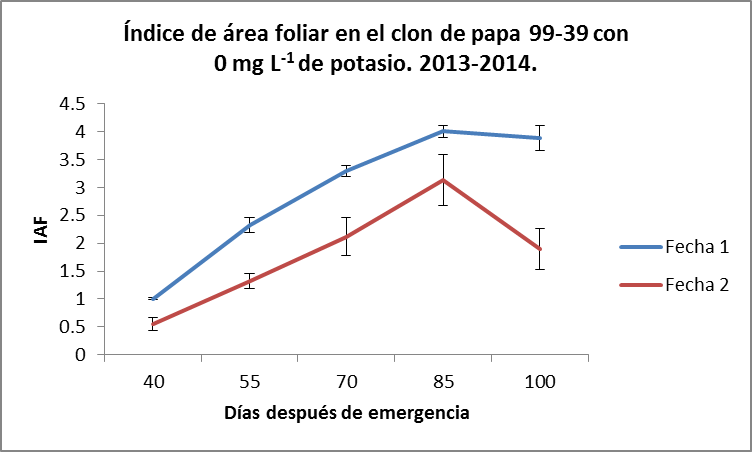 Índice de área foliar en el clon de papa 99-39 con
0 mg L-1 de potasio. 2013-2014.
4.5
4
3.5
3
2.5
2
1.5
1
0.5
0
IAF
40 55 70 85 100
Días después de emergencia
Fecha 1
Fecha 2